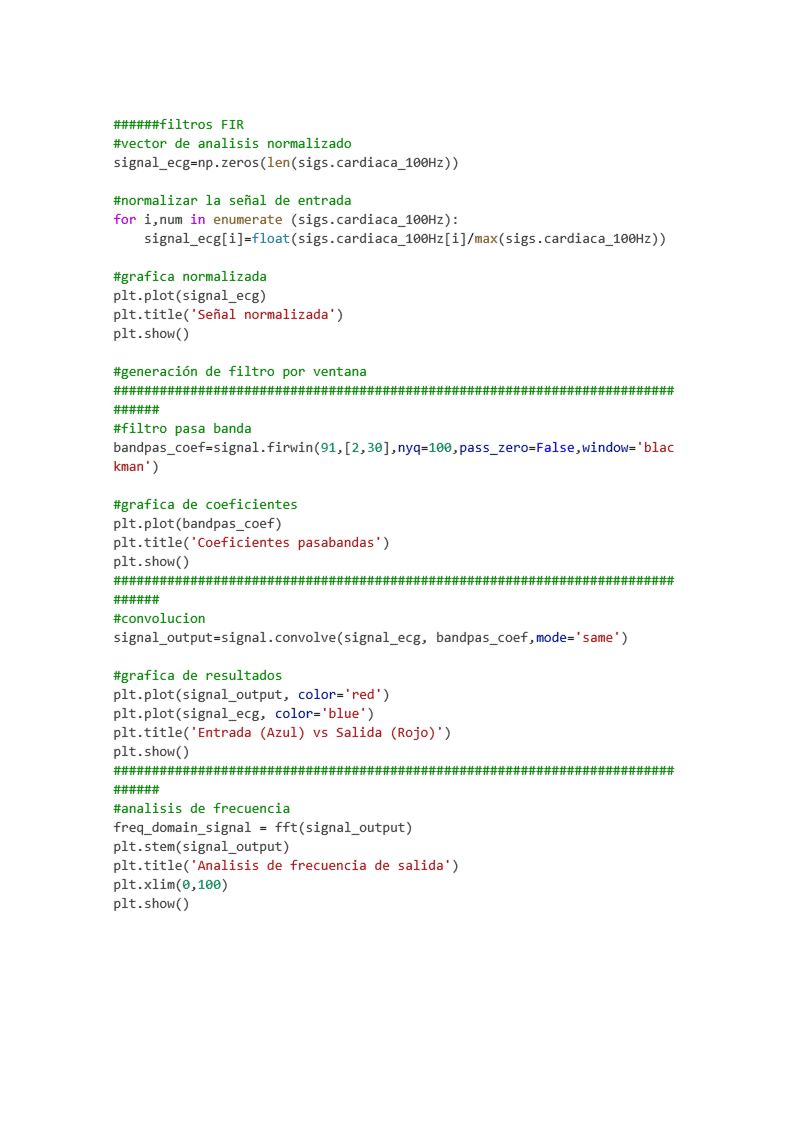 ######filtros FIR
#vector de analisis normalizado
signal_ecg=np.zeros(len(sigs.cardiaca_100Hz))
#normalizar la señal de entrada
for i,num in enumerate (sigs.cardiaca_100Hz):
    signal_ecg[i]=float(sigs.cardiaca_100Hz[i]/max(sigs.cardiaca_100Hz))
#grafica normalizada
plt.plot(signal_ecg)
plt.title('Señal normalizada')
plt.show()
#generación de filtro por ventana
#########################################################################
######
#filtro pasa banda
bandpas_coef=signal.firwin(91,[2,30],nyq=100,pass_zero=False,window='blac
kman')
#grafica de coeficientes
plt.plot(bandpas_coef)
plt.title('Coeficientes pasabandas')
plt.show()
#########################################################################
######
#convolucion
signal_output=signal.convolve(signal_ecg, bandpas_coef,mode='same')
#grafica de resultados
plt.plot(signal_output, color='red')
plt.plot(signal_ecg, color='blue')
plt.title('Entrada (Azul) vs Salida (Rojo)')
plt.show()
#########################################################################
######
#analisis de frecuencia
freq_domain_signal = fft(signal_output)
plt.stem(signal_output)
plt.title('Analisis de frecuencia de salida')
plt.xlim(0,100)
plt.show()